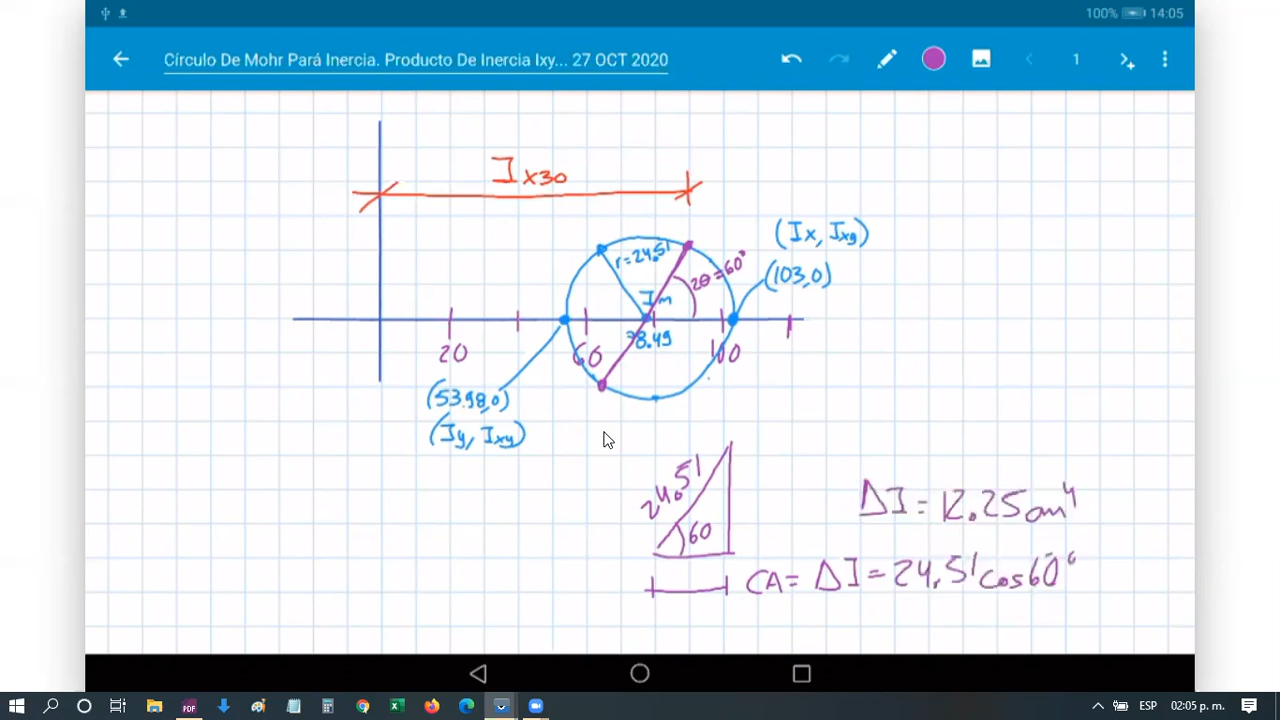 100% 14:05
Círculo De Mohr Pará Inercia. Producto De Inercia Ixy... 27 OCT 2020
1
Ix30
(Ix, Ixy)
r=24.51
2θ=60°
(103,0)
Im
78.49
20
60
100
(53.98,0)
(Iy, Ixy)
24.51
60
ΔI = 12.25cm⁴
CA= ΔI= 24,51cos60°
ESP 02:05 p. m.